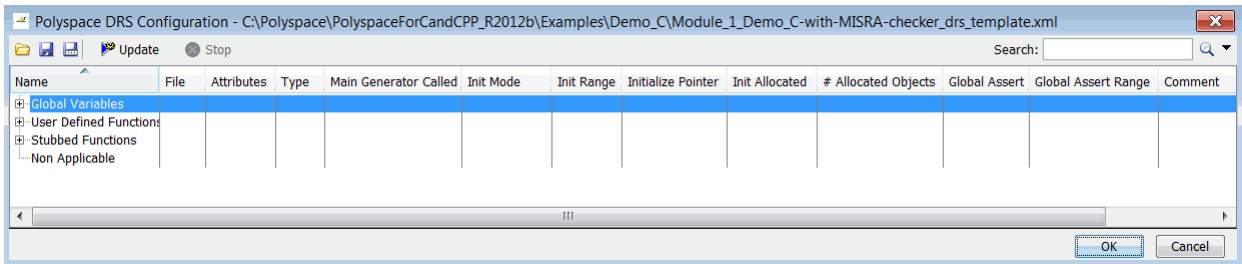 Polyspace DRS Configuration - C:\Polyspace\PolyspaceForCandCPP_R2012b\Examples\Demo_C\Module_1_Demo_C-with-MISRA-checker_drs_template.xml
Update Stop Search:
Name File Attributes Type Main Generator Called Init Mode Init Range Initialize Pointer Init Allocated # Allocated Objects Global Assert Global Assert Range Comment
Global Variables
User Defined Functions
Stubbed Functions
Non Applicable
OK Cancel